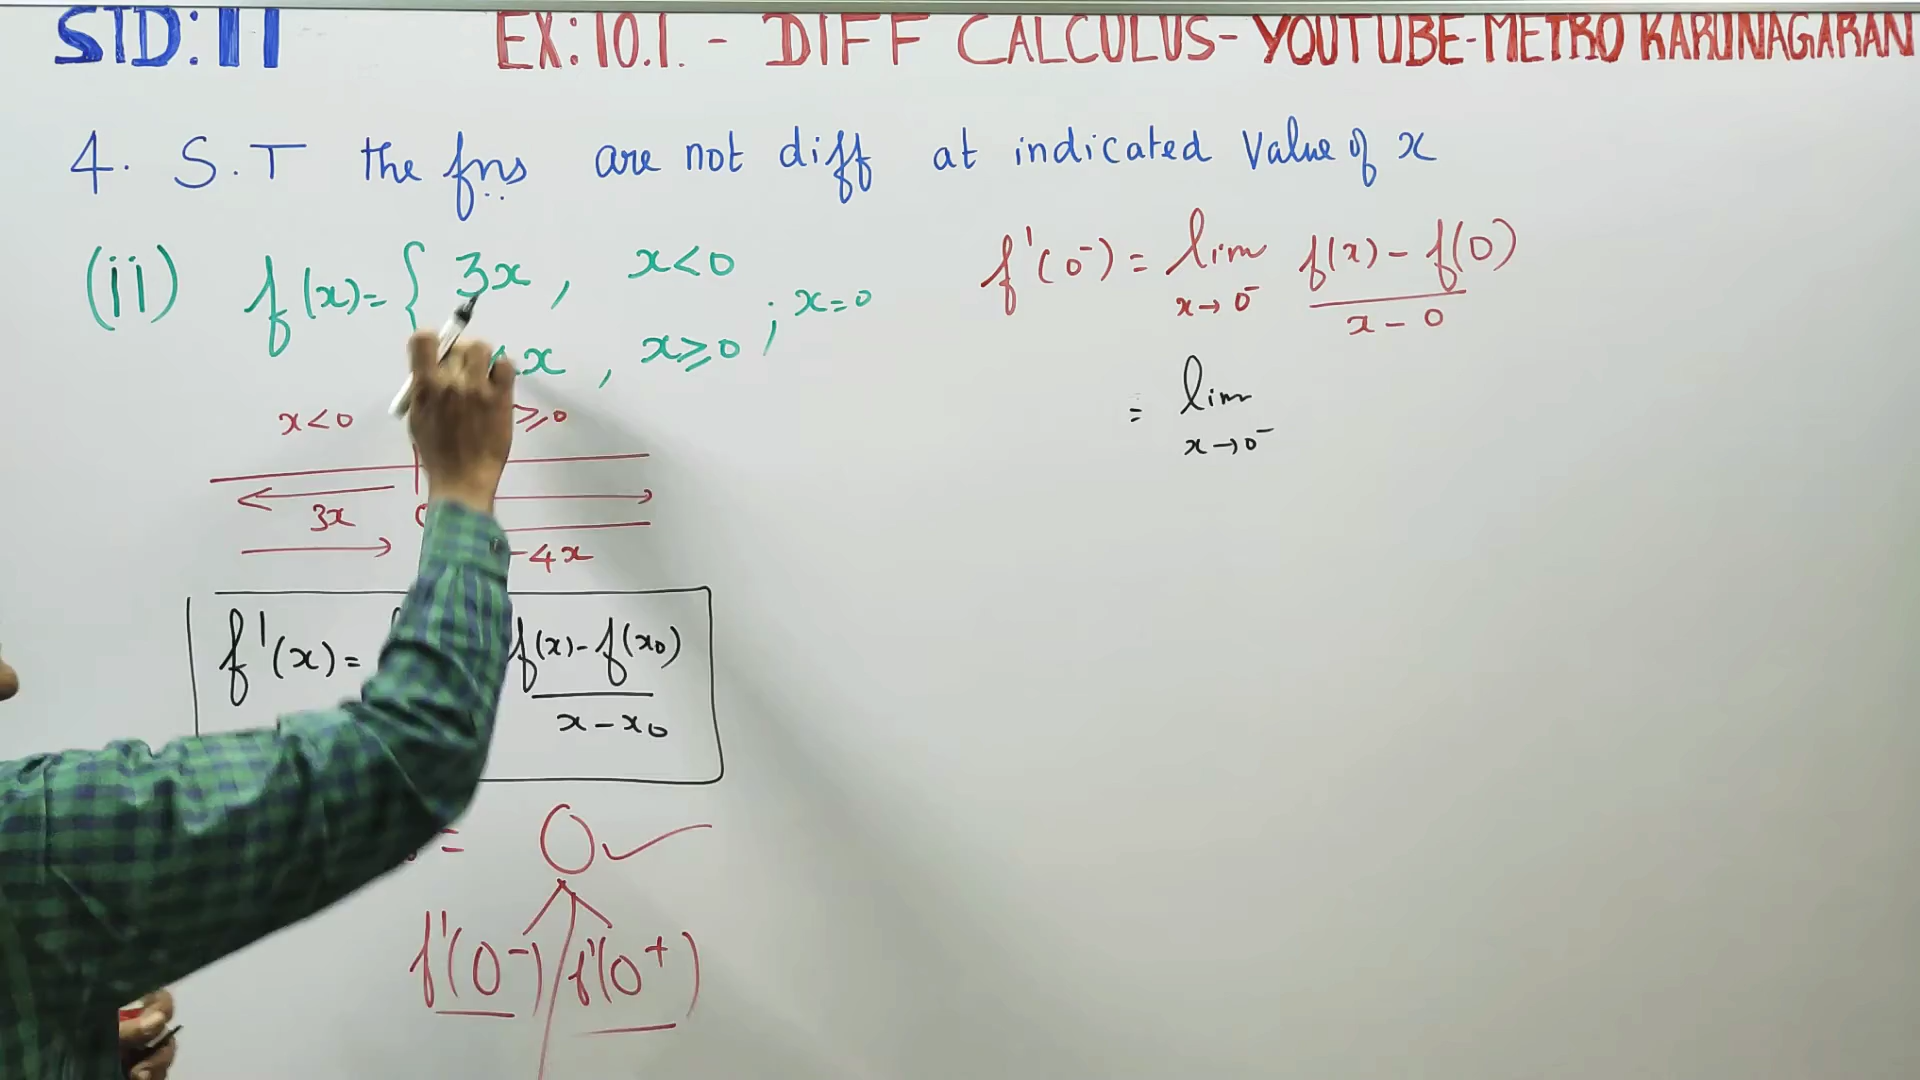 STD: 11 EX: 10.1. - DIFF CALCULUS - YOUTUBE - METRO KARUNAGARAN
4. S.T the fns are not diff at indicated value of x
(ii) f(x) = { 3x , x<0
x , x≥0 ; x=0
x<0 ≥0
3x
-4x
f'(x) = f(x) - f(x₀)
x - x₀
=
f'(0⁻) f'(0⁺)
f'(0⁻) = lim f(x) - f(0)
x→0⁻ x - 0
= lim
x→0⁻